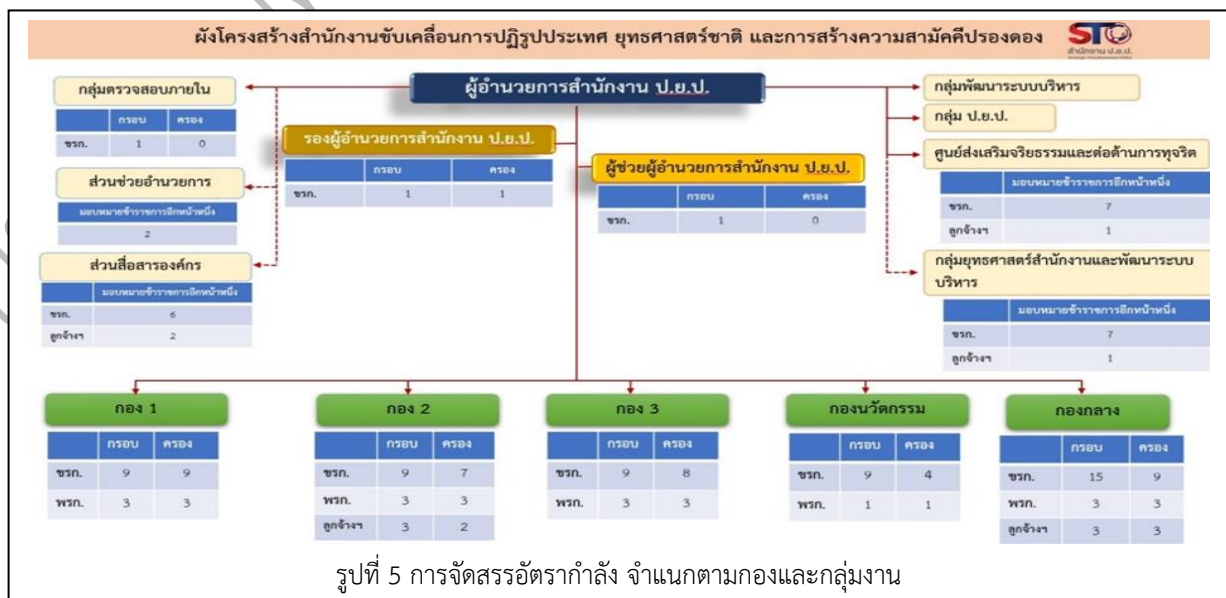 ผังโครงสร้างสำนักงานขับเคลื่อนการปฏิรูปประเทศ ยุทธศาสตร์ชาติ และการสร้างความสามัคคีปรองดอง
STO
สำนักงาน ป.ย.ป.
ผู้อำนวยการสำนักงาน ป.ย.ป.
กลุ่มตรวจสอบภายใน
กรอบ ครอง
ขรก. 1 0
ส่วนช่วยอำนวยการ
มอบหมายข้าราชการอีกหน้าหนึ่ง
2
ส่วนสื่อสารองค์กร
มอบหมายข้าราชการอีกหน้าหนึ่ง
ขรก. 6
ลูกจ้างฯ 2
รองผู้อำนวยการสำนักงาน ป.ย.ป.
กรอบ ครอง
ขรก. 1 1
ผู้ช่วยผู้อำนวยการสำนักงาน ป.ย.ป.
กรอบ ครอง
ขรก. 1 0
กลุ่มพัฒนาระบบบริหาร
กลุ่ม ป.ย.ป.
ศูนย์ส่งเสริมจริยธรรมและต่อต้านการทุจริต
มอบหมายข้าราชการอีกหน้าหนึ่ง
ขรก. 7
ลูกจ้างฯ 1
กลุ่มยุทธศาสตร์สำนักงานและพัฒนาระบบ
บริหาร
มอบหมายข้าราชการอีกหน้าหนึ่ง
ขรก. 7
ลูกจ้างฯ 1
กอง 1
กรอบ ครอง
ขรก. 9 9
พรก. 3 3
กอง 2
กรอบ ครอง
ขรก. 9 7
พรก. 3 3
ลูกจ้างฯ 3 2
กอง 3
กรอบ ครอง
ขรก. 9 8
พรก. 3 3
กองนวัตกรรม
กรอบ ครอง
ขรก. 9 4
พรก. 1 1
กองกลาง
กรอบ ครอง
ขรก. 15 9
พรก. 3 3
ลูกจ้างฯ 3 3
รูปที่ 5 การจัดสรรอัตรากำลัง จำแนกตามกองและกลุ่มงาน